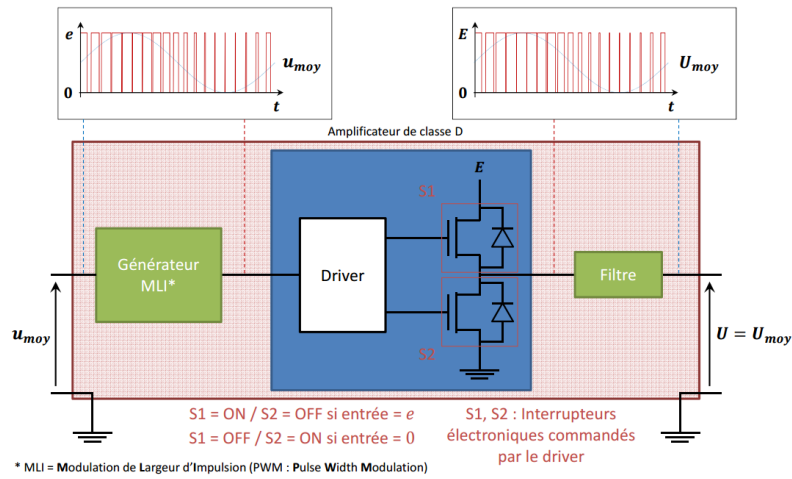 e
u_moy
0
t
E
U_moy
0
t
Amplificateur de classe D
E
S1
Générateur
MLI*
Driver
Filtre
u_moy
U = U_moy
S2
S1 = ON / S2 = OFF si entrée = e
S1 = OFF / S2 = ON si entrée = 0
S1, S2 : Interrupteurs
électroniques commandés
par le driver
* MLI = Modulation de Largeur d'Impulsion (PWM : Pulse Width Modulation)